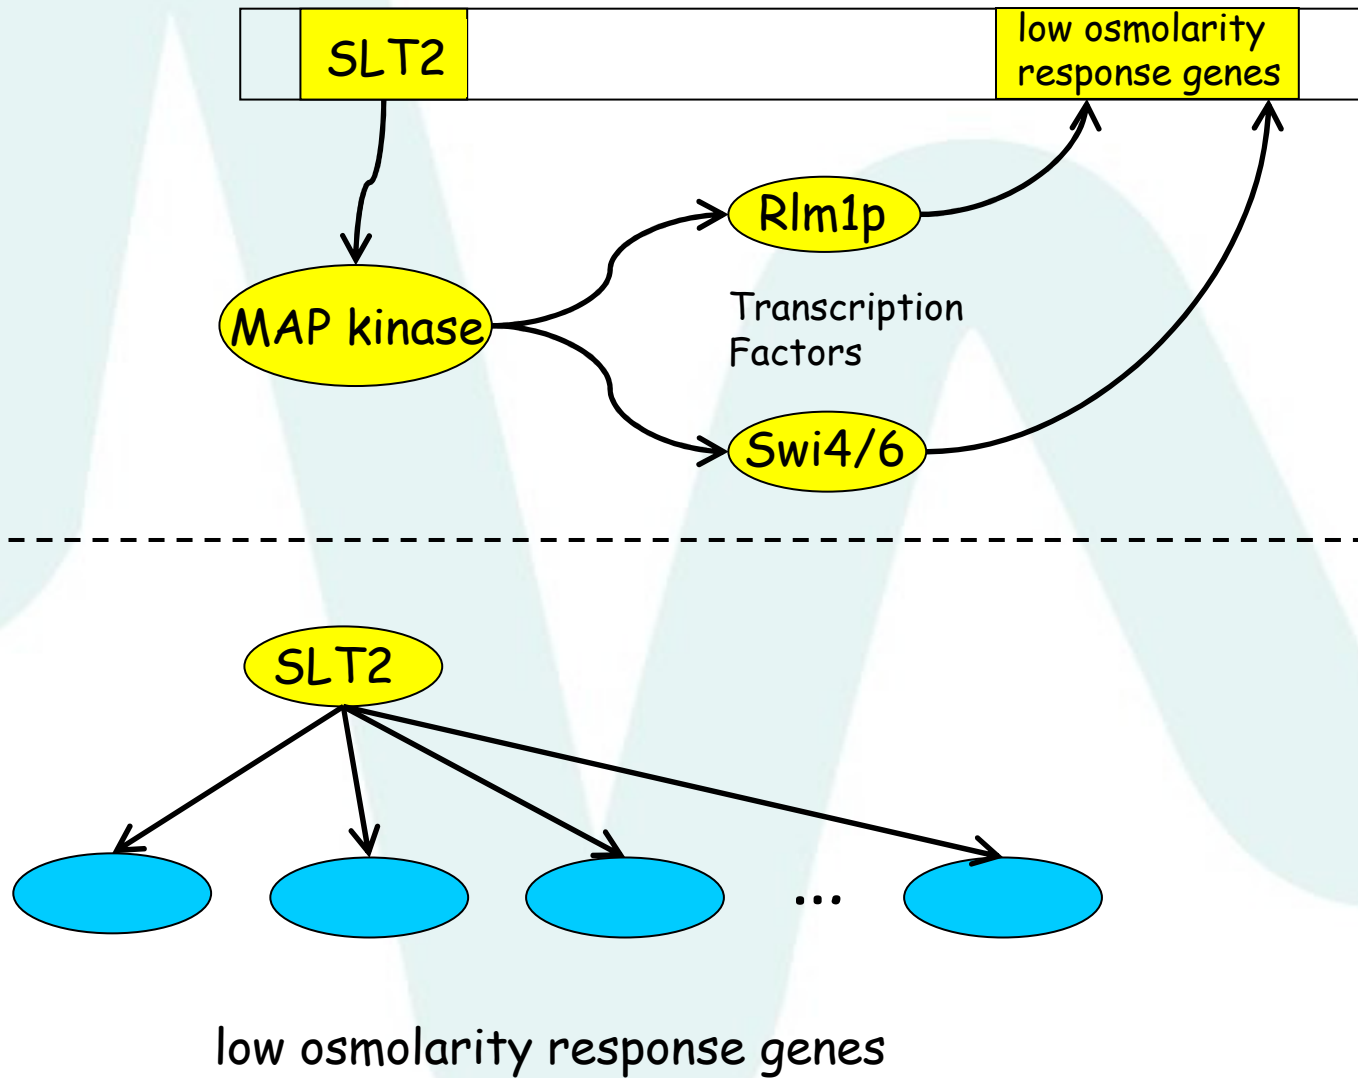 SLT2
low osmolarity
response genes
Rlm1p
MAP kinase
Transcription
Factors
Swi4/6
SLT2
...
low osmolarity response genes